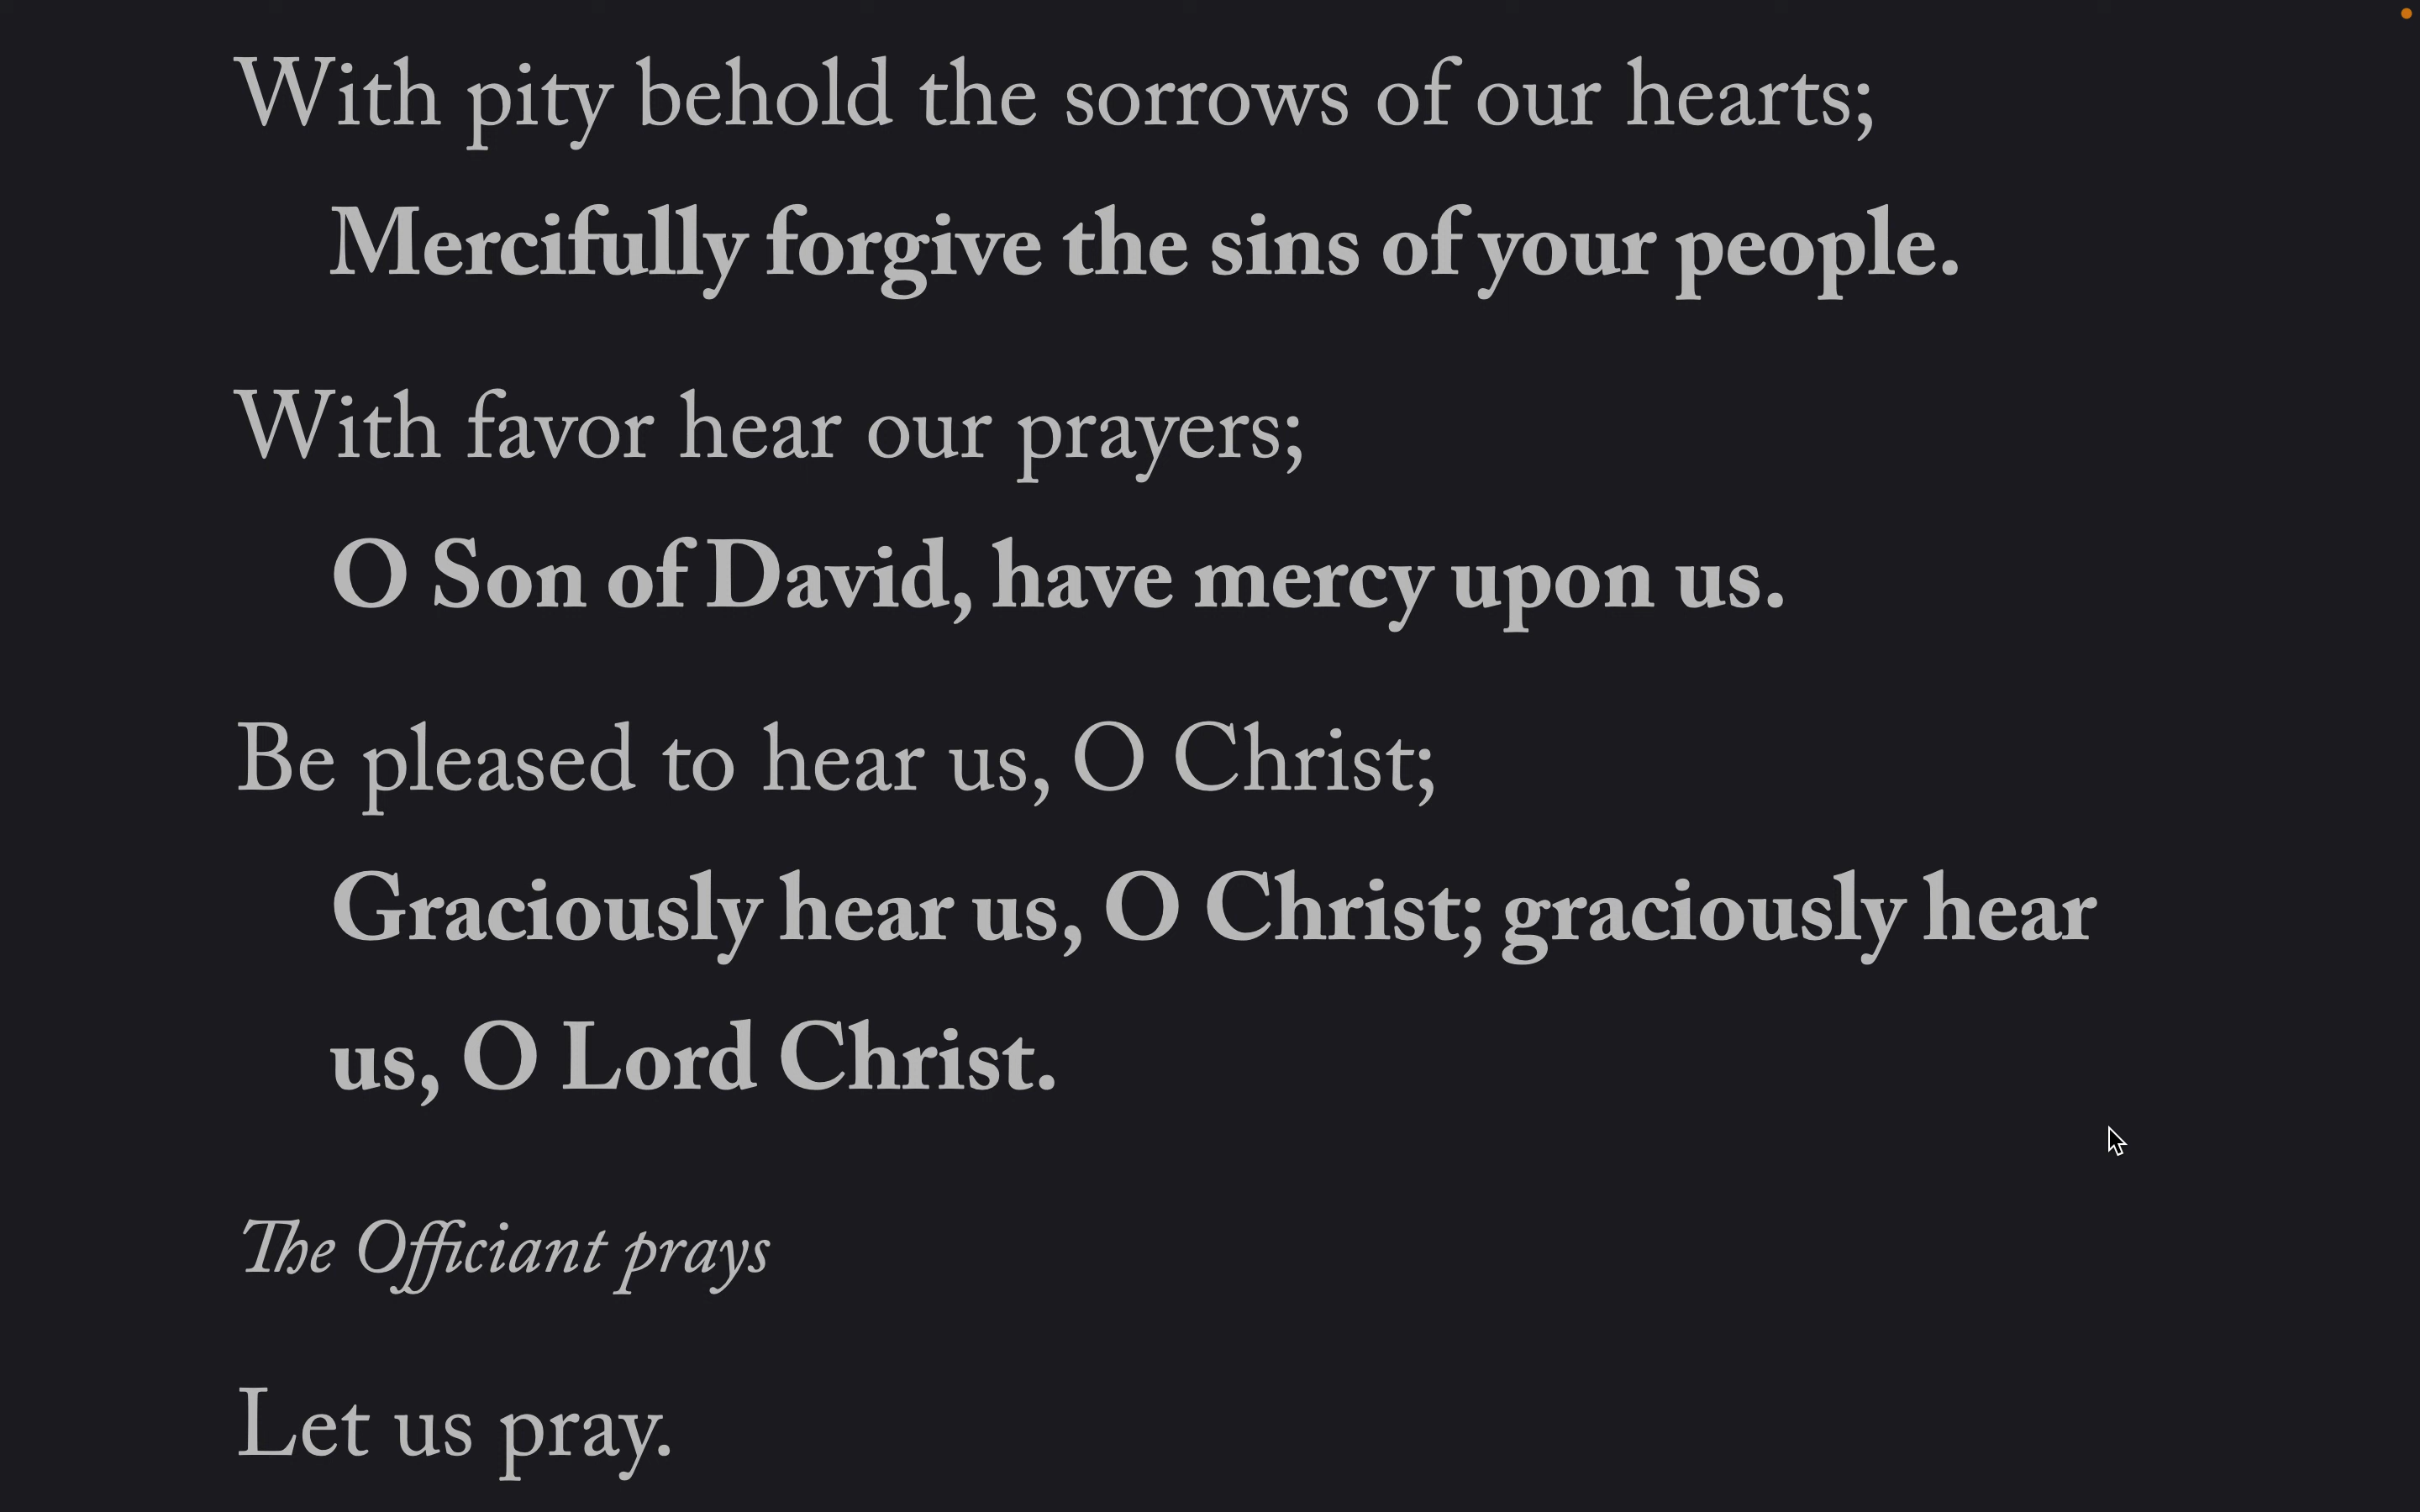 With pity behold the sorrows of our hearts;
Mercifully forgive the sins of your people.
With favor hear our prayers;
O Son of David, have mercy upon us.
Be pleased to hear us, O Christ;
Graciously hear us, O Christ; graciously hear
us, O Lord Christ.
The Officiant prays
Let us pray.